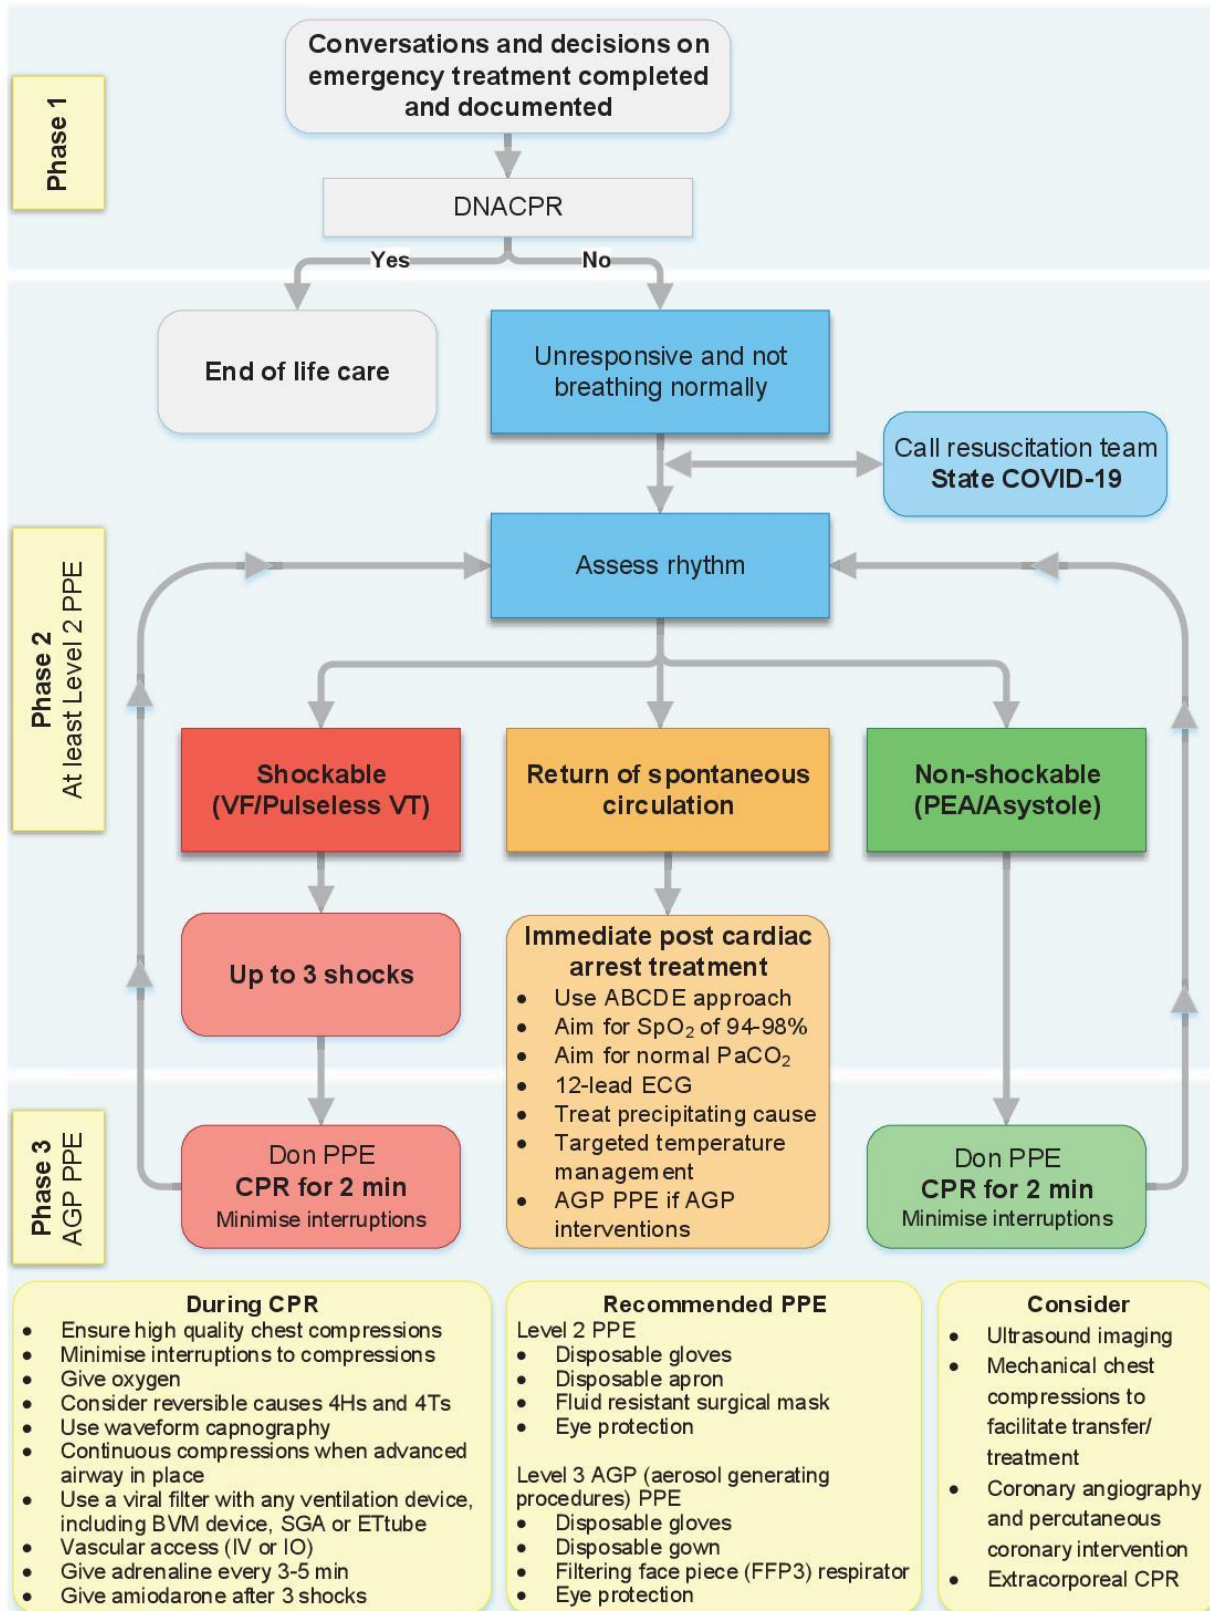 Conversations and decisions on
emergency treatment completed
and documented
Phase 1
DNACPR
Yes
No
End of life care
Unresponsive and not
breathing normally
Call resuscitation team
State COVID-19
Phase 2
At least Level 2 PPE
Assess rhythm
Shockable
(VF/Pulseless VT)
Return of spontaneous
circulation
Non-shockable
(PEA/Asystole)
Up to 3 shocks
Immediate post cardiac
arrest treatment
• Use ABCDE approach
• Aim for SpO₂ of 94-98%
• Aim for normal PaCO₂
• 12-lead ECG
• Treat precipitating cause
• Targeted temperature
management
• AGP PPE if AGP
interventions
Phase 3
AGP PPE
Don PPE
CPR for 2 min
Minimise interruptions
Don PPE
CPR for 2 min
Minimise interruptions
During CPR
• Ensure high quality chest compressions
• Minimise interruptions to compressions
• Give oxygen
• Consider reversible causes 4Hs and 4Ts
• Use waveform capnography
• Continuous compressions when advanced
airway in place
• Use a viral filter with any ventilation device,
including BVM device, SGA or ETtube
• Vascular access (IV or IO)
• Give adrenaline every 3-5 min
• Give amiodarone after 3 shocks
Recommended PPE
Level 2 PPE
• Disposable gloves
• Disposable apron
• Fluid resistant surgical mask
• Eye protection
Level 3 AGP (aerosol generating
procedures) PPE
• Disposable gloves
• Disposable gown
• Filtering face piece (FFP3) respirator
• Eye protection
Consider
• Ultrasound imaging
• Mechanical chest
compressions to
facilitate transfer/
treatment
• Coronary angiography
and percutaneous
coronary intervention
• Extracorporeal CPR